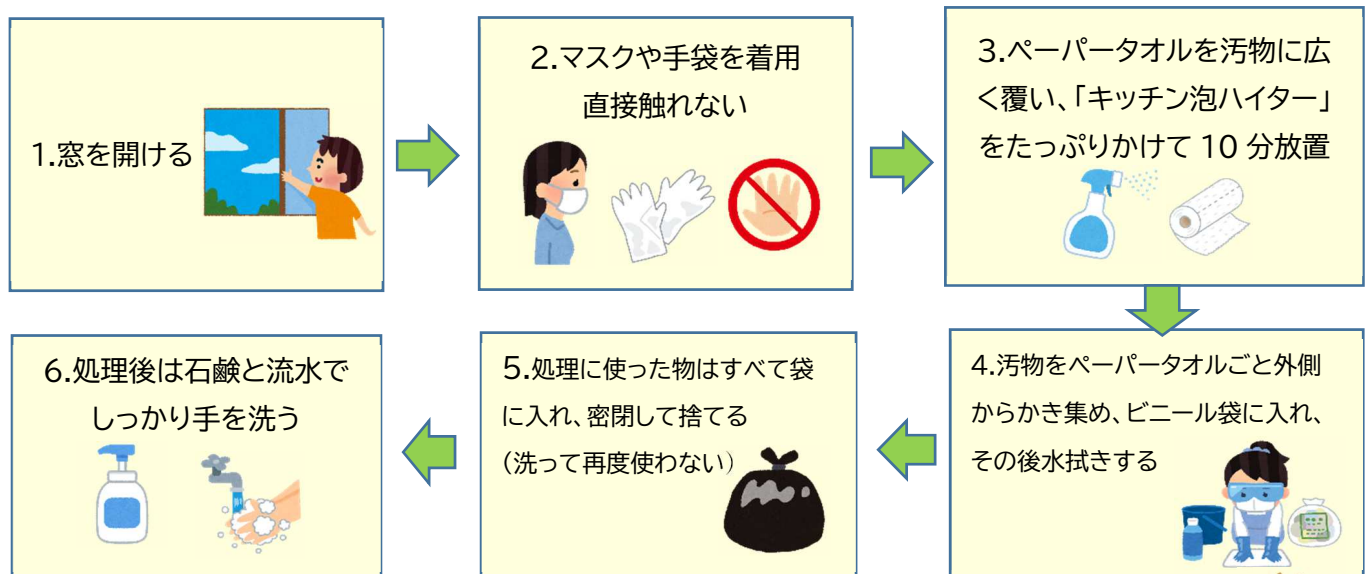 1.窓を開ける
2.マスクや手袋を着用
直接触れない
3.ペーパータオルを汚物に広
く覆い、「キッチン泡ハイター」
をたっぷりかけて 10 分放置
4.汚物をペーパータオルごと外側
からかき集め、ビニール袋に入れ、
その後水拭きする
5.処理に使った物はすべて袋
に入れ、密閉して捨てる
(洗って再度使わない)
6.処理後は石鹸と流水で
しっかり手を洗う